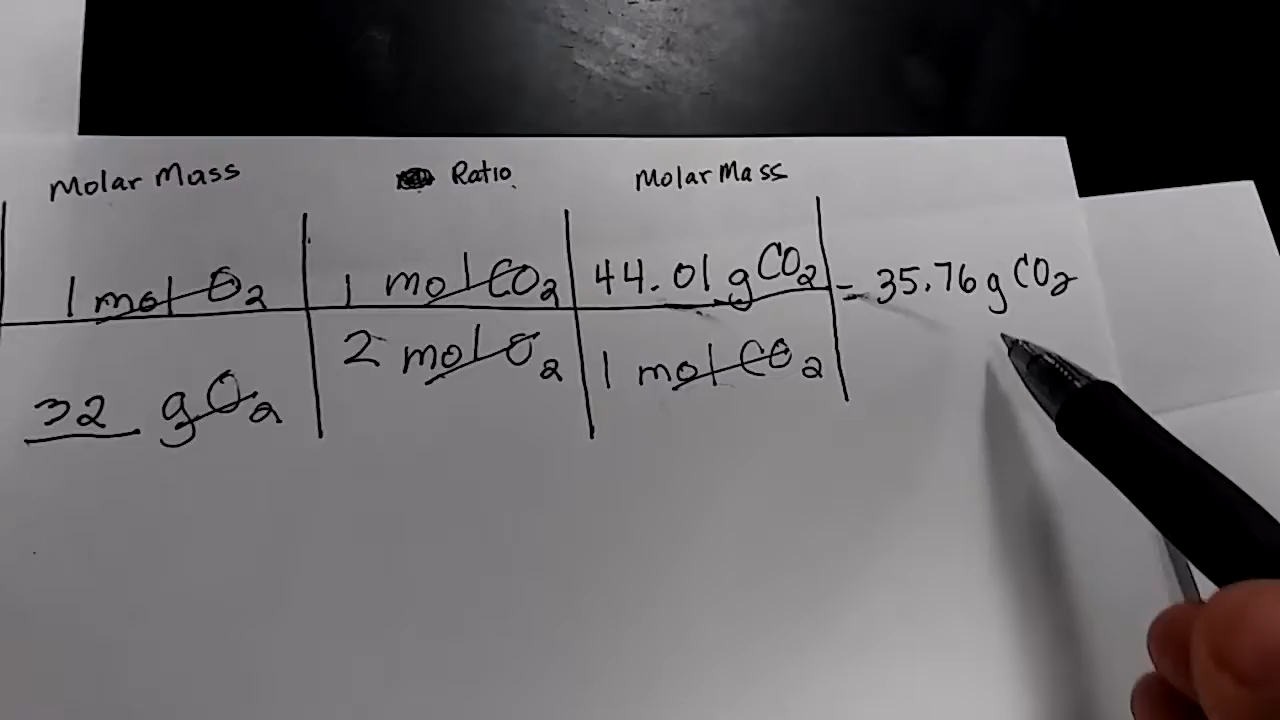 Molar Mass Ratio Molar Mass
1 mol O2 1 mol CO2 44.01 g CO2 = 35.76 g CO2
32 g O2 2 mol O2 1 mol CO2